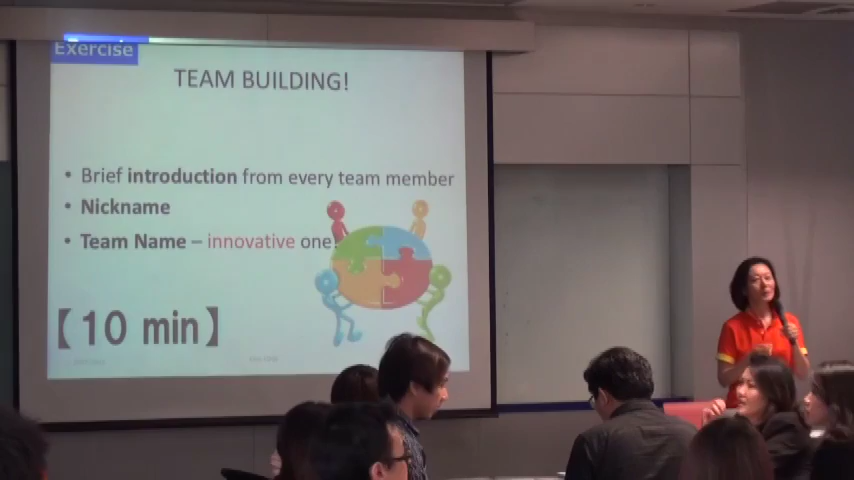 Exercise
TEAM BUILDING!
• Brief introduction from every team member
• Nickname
• Team Name – innovative one!
【10 min】